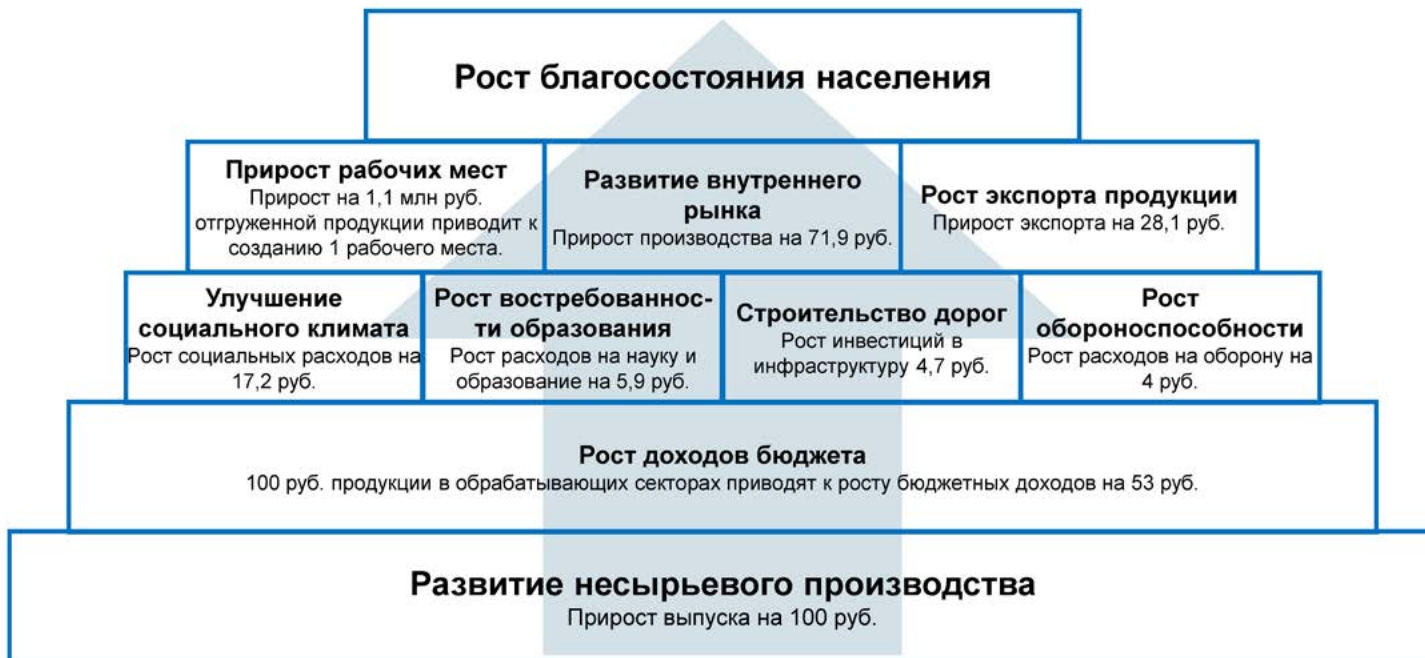 Рост благосостояния населения
Прирост рабочих мест
Прирост на 1,1 млн руб.
отгруженной продукции приводит к
созданию 1 рабочего места.
Развитие внутреннего
рынка
Прирост производства на 71,9 руб.
Рост экспорта продукции
Прирост экспорта на 28,1 руб.
Улучшение
социального климата
Рост социальных расходов на
17,2 руб.
Рост востребованнос-
ти образования
Рост расходов на науку и
образование на 5,9 руб.
Строительство дорог
Рост инвестиций в
инфраструктуру 4,7 руб.
Рост
обороноспособности
Рост расходов на оборону на
4 руб.
Рост доходов бюджета
100 руб. продукции в обрабатывающих секторах приводят к росту бюджетных доходов на 53 руб.
Развитие несырьевого производства
Прирост выпуска на 100 руб.